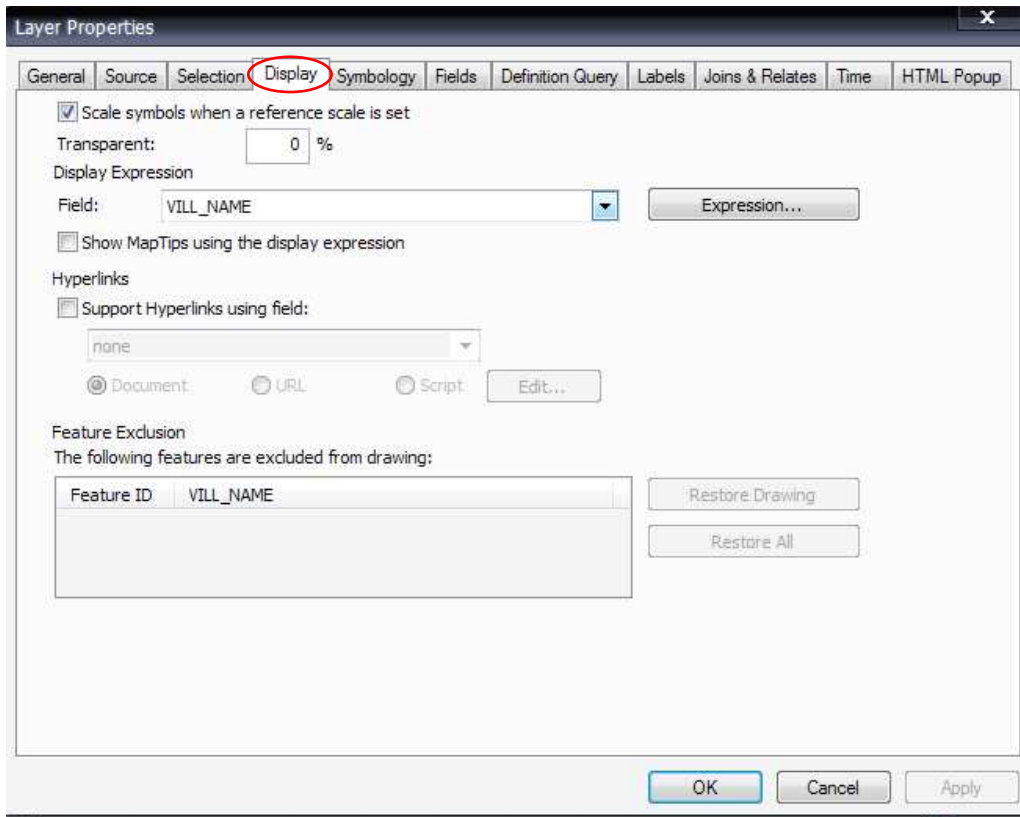 Layer Properties
x
General Source Selection Display Symbology Fields Definition Query Labels Joins & Relates Time HTML Popup
Scale symbols when a reference scale is set
Transparent: 0 %
Display Expression
Field: VILL_NAME Expression...
Show MapTips using the display expression
Hyperlinks
Support Hyperlinks using field:
none
Document URL Script Edit...
Feature Exclusion
The following features are excluded from drawing:
Feature ID VILL_NAME
Restore Drawing
Restore All
OK Cancel Apply